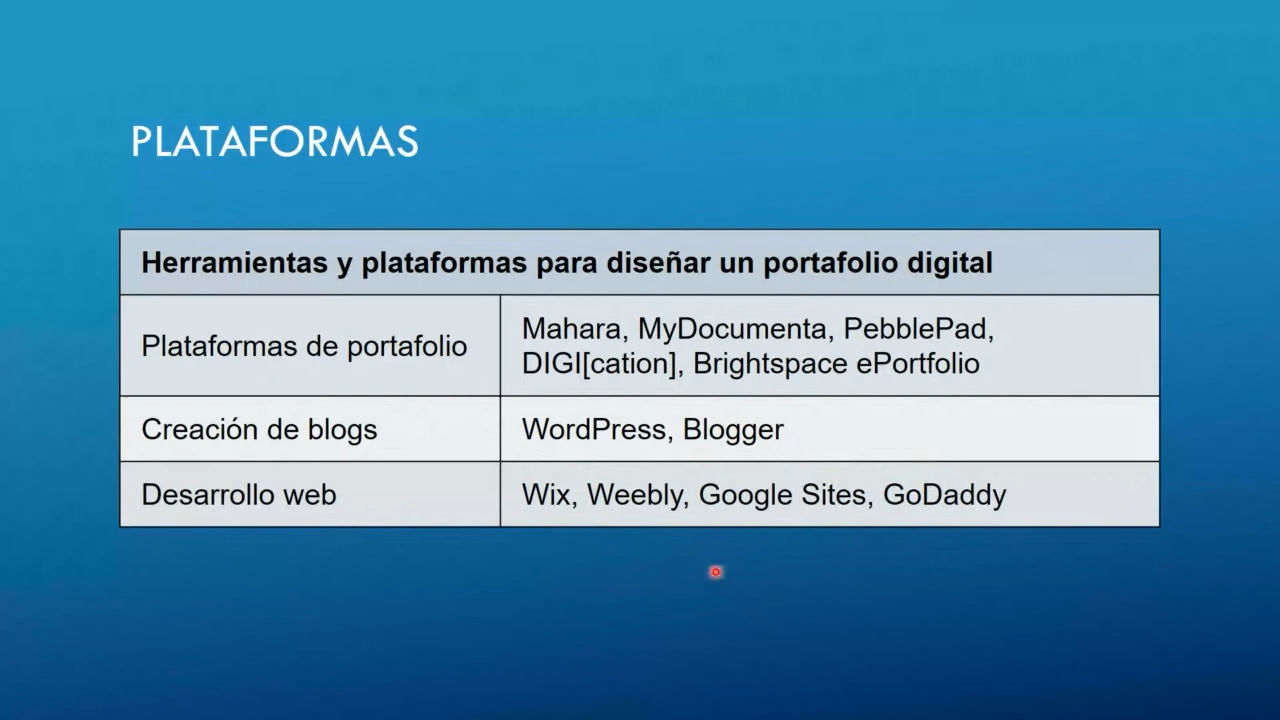 PLATAFORMAS
Herramientas y plataformas para diseñar un portafolio digital
Plataformas de portafolio
Mahara, MyDocumenta, PebblePad,
DIGI[cation], Brightspace ePortfolio
Creación de blogs
WordPress, Blogger
Desarrollo web
Wix, Weebly, Google Sites, GoDaddy